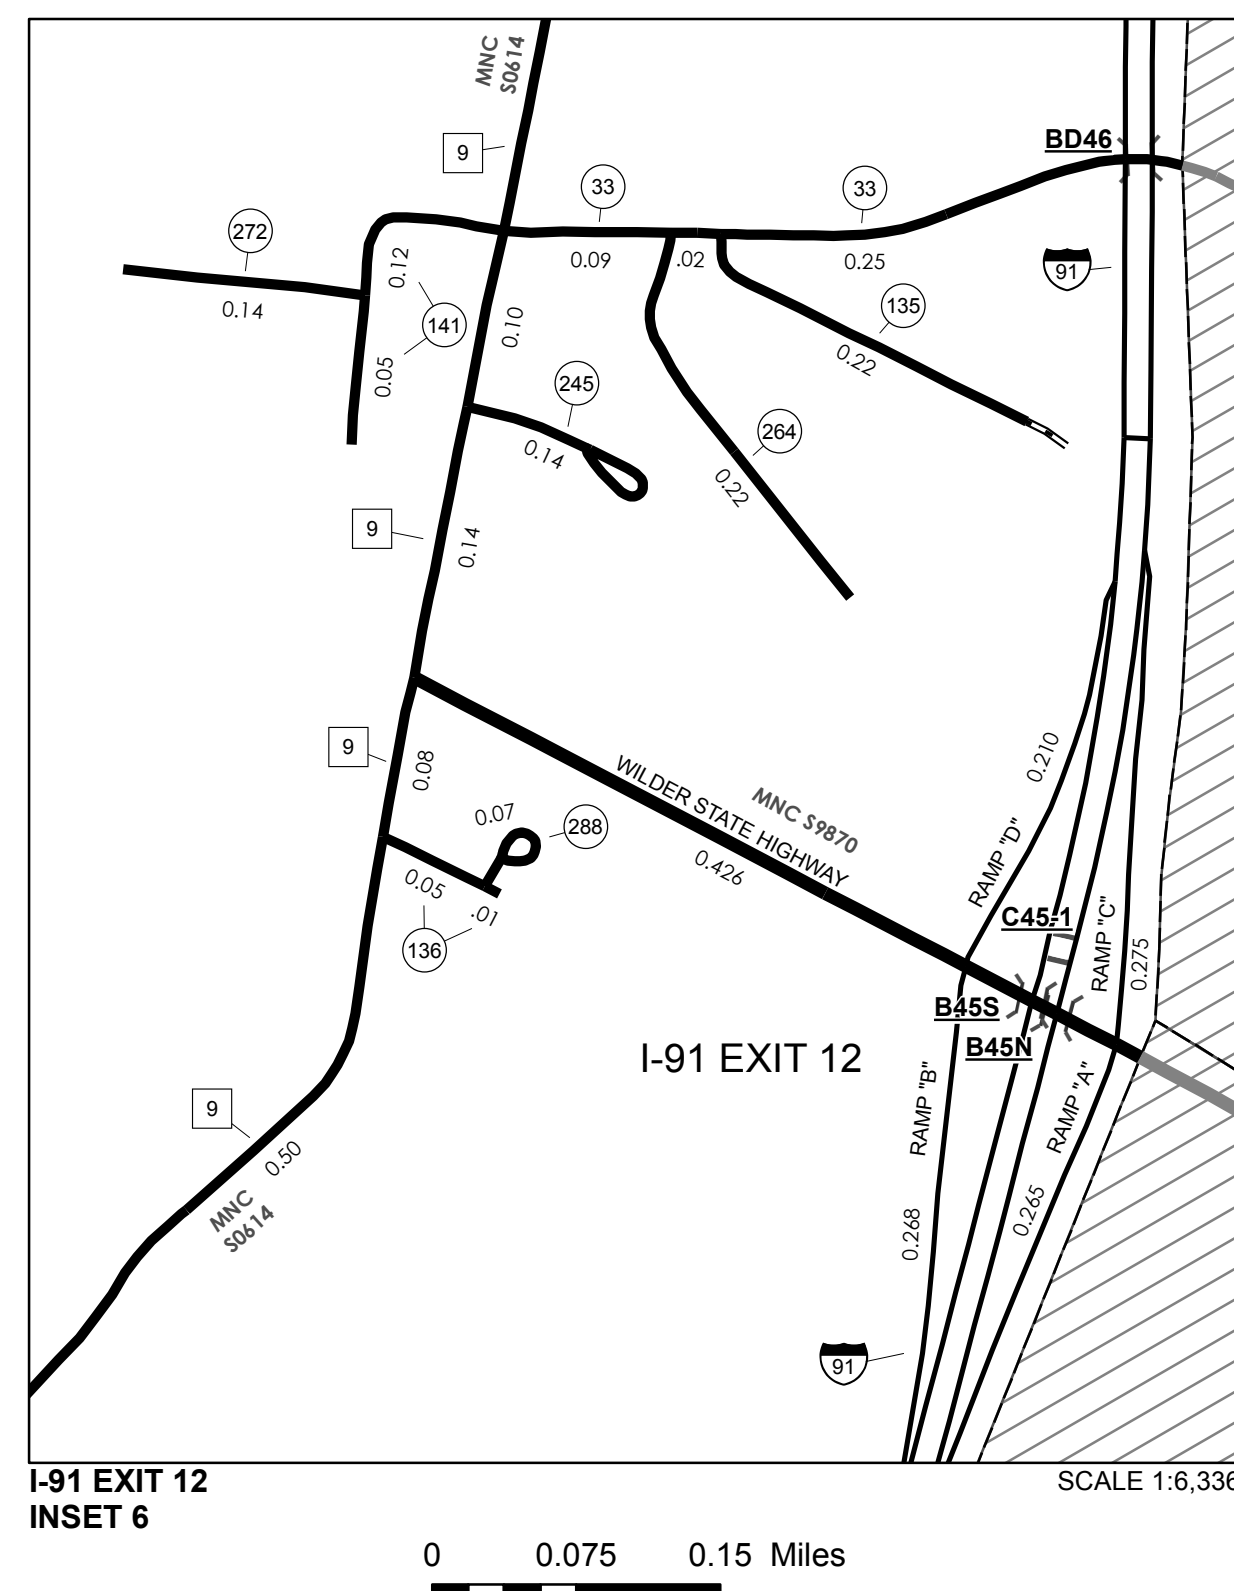 MNC
S0614
9
BD46
33
33
272
0.12
0.09
.02
0.25
91
0.14
141
0.10
135
0.05
0.22
245
0.14
264
0.22
9
0.14
9
0.08
0.210
WILDER STATE HIGHWAY
MNC S9870
0.426
0.07
288
0.05
.01
136
RAMP "D"
C45-1
RAMP "C"
0.275
B45S
B45N
I-91 EXIT 12
RAMP "B"
RAMP "A"
9
0.50
MNC
S0614
0.268
0.265
91
I-91 EXIT 12
INSET 6
SCALE 1:6,336
0 0.075 0.15 Miles